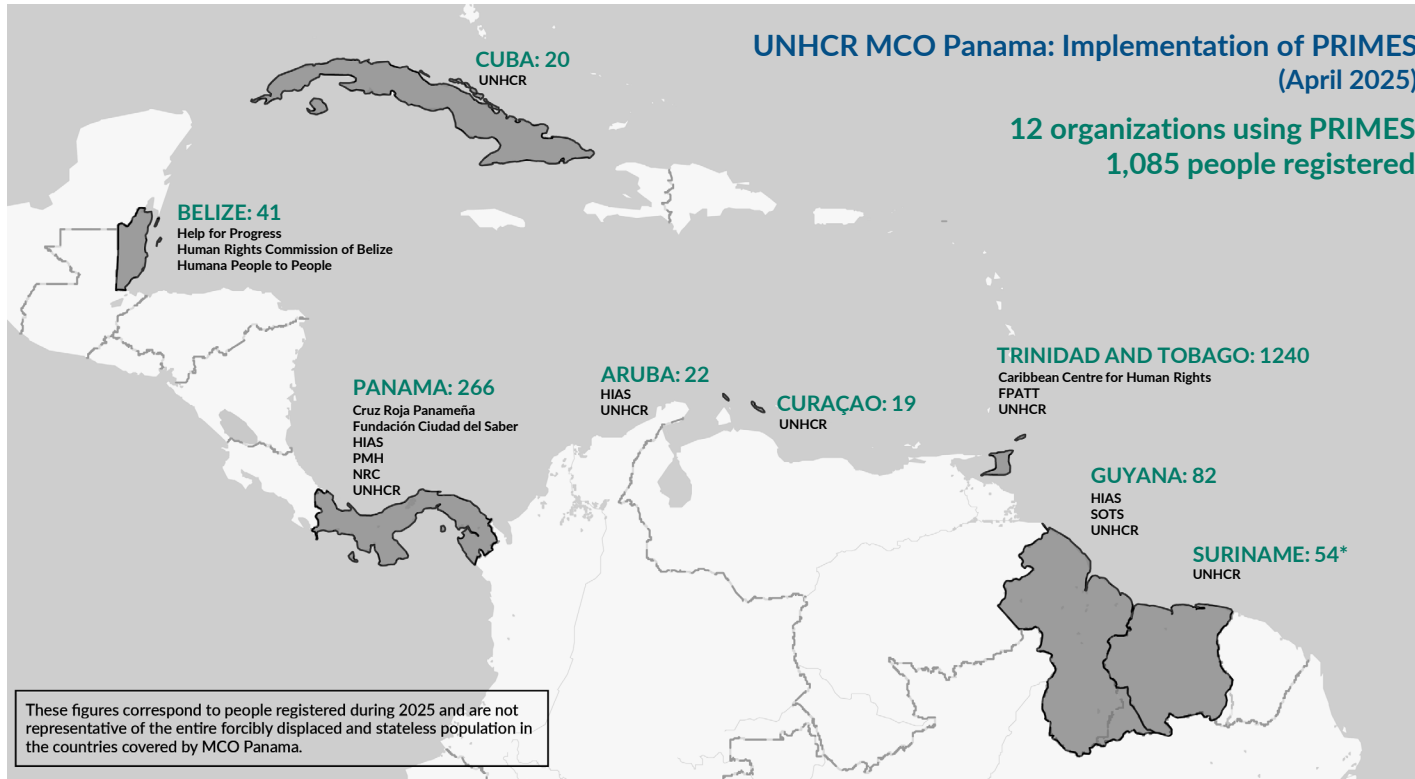 UNHCR MCO Panama: Implementation of PRIMES
(April 2025)
12 organizations using PRIMES
1,085 people registered
CUBA: 20
UNHCR
BELIZE: 41
Help for Progress
Human Rights Commission of Belize
Humana People to People
PANAMA: 266
Cruz Roja Panameña
Fundación Ciudad del Saber
HIAS
PMH
NRC
UNHCR
ARUBA: 22
HIAS
UNHCR
CURAÇAO: 19
UNHCR
TRINIDAD AND TOBAGO: 1240
Caribbean Centre for Human Rights
FPATT
UNHCR
GUYANA: 82
HIAS
SOTS
UNHCR
SURINAME: 54*
UNHCR
These figures correspond to people registered during 2025 and are not
representative of the entire forcibly displaced and stateless population in
the countries covered by MCO Panama.